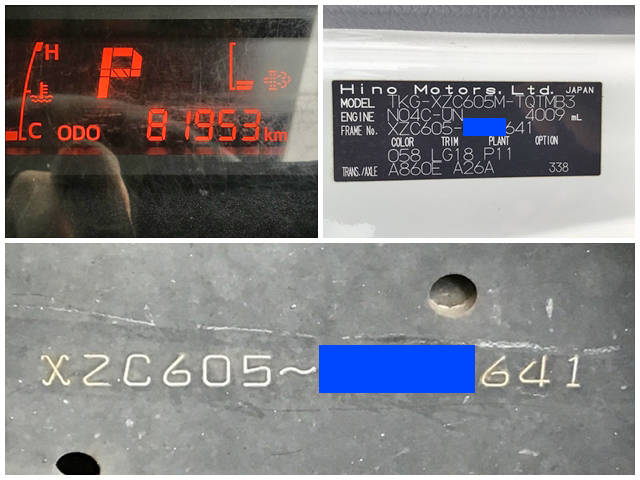 H
P
L
C
ODO 81953km
Hino Motors, Ltd. JAPAN
MODEL TKG-XZC605M-TQTMB3
ENGINE N04C-UN 4009 mL
FRAME No. XZC605- 641
COLOR TRIM PLANT OPTION
058 LG18 P11
TRANS./AXLE A860E A26A 338
XZC605~ 641